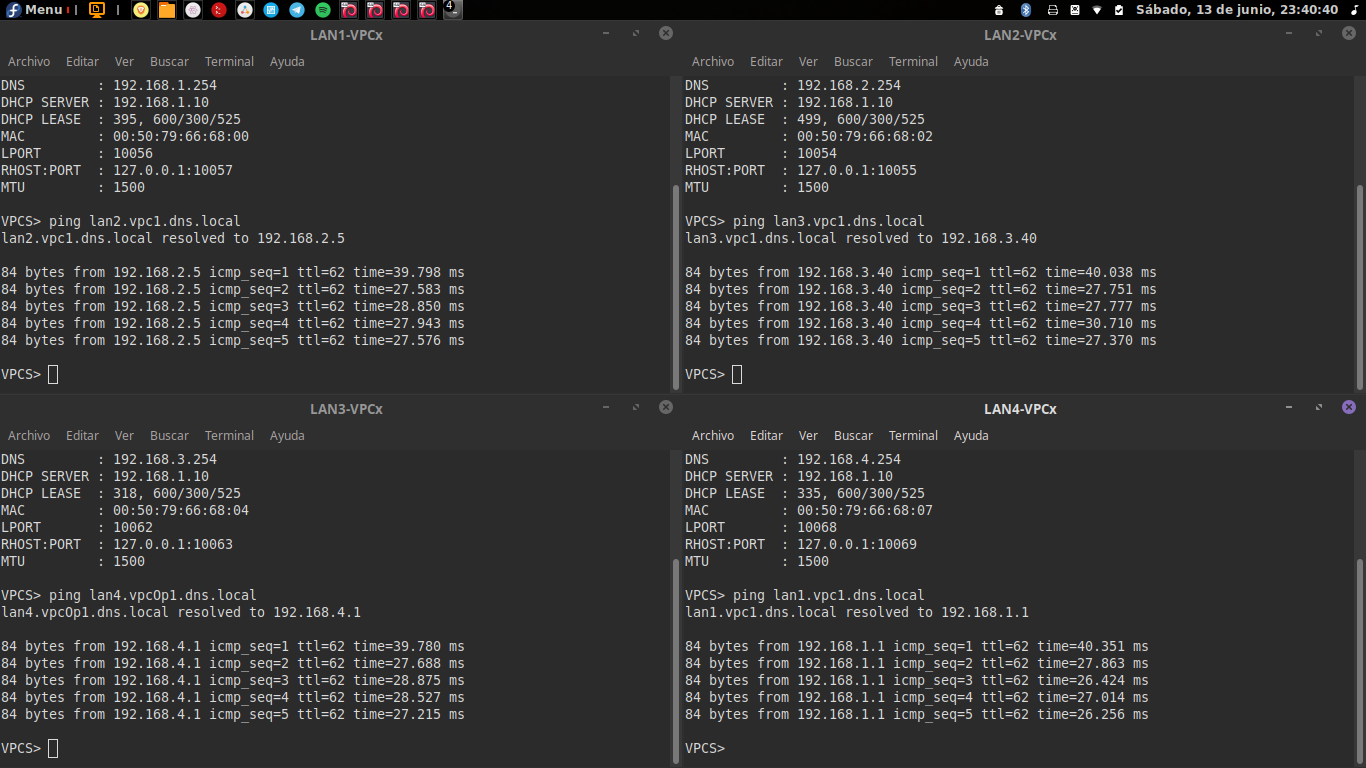 Menu
4
Sábado, 13 de junio, 23:40:40
LAN1-VPCx
Archivo Editar Ver Buscar Terminal Ayuda
DNS : 192.168.1.254
DHCP SERVER : 192.168.1.10
DHCP LEASE : 395, 600/300/525
MAC : 00:50:79:66:68:00
LPORT : 10056
RHOST:PORT : 127.0.0.1:10057
MTU : 1500
VPCS> ping lan2.vpc1.dns.local
lan2.vpc1.dns.local resolved to 192.168.2.5
84 bytes from 192.168.2.5 icmp_seq=1 ttl=62 time=39.798 ms
84 bytes from 192.168.2.5 icmp_seq=2 ttl=62 time=27.583 ms
84 bytes from 192.168.2.5 icmp_seq=3 ttl=62 time=28.850 ms
84 bytes from 192.168.2.5 icmp_seq=4 ttl=62 time=27.943 ms
84 bytes from 192.168.2.5 icmp_seq=5 ttl=62 time=27.576 ms
VPCS>
LAN2-VPCx
Archivo Editar Ver Buscar Terminal Ayuda
DNS : 192.168.2.254
DHCP SERVER : 192.168.1.10
DHCP LEASE : 499, 600/300/525
MAC : 00:50:79:66:68:02
LPORT : 10054
RHOST:PORT : 127.0.0.1:10055
MTU : 1500
VPCS> ping lan3.vpc1.dns.local
lan3.vpc1.dns.local resolved to 192.168.3.40
84 bytes from 192.168.3.40 icmp_seq=1 ttl=62 time=40.038 ms
84 bytes from 192.168.3.40 icmp_seq=2 ttl=62 time=27.751 ms
84 bytes from 192.168.3.40 icmp_seq=3 ttl=62 time=27.777 ms
84 bytes from 192.168.3.40 icmp_seq=4 ttl=62 time=30.710 ms
84 bytes from 192.168.3.40 icmp_seq=5 ttl=62 time=27.370 ms
VPCS>
LAN3-VPCx
Archivo Editar Ver Buscar Terminal Ayuda
DNS : 192.168.3.254
DHCP SERVER : 192.168.1.10
DHCP LEASE : 318, 600/300/525
MAC : 00:50:79:66:68:04
LPORT : 10062
RHOST:PORT : 127.0.0.1:10063
MTU : 1500
VPCS> ping lan4.vpcOp1.dns.local
lan4.vpcOp1.dns.local resolved to 192.168.4.1
84 bytes from 192.168.4.1 icmp_seq=1 ttl=62 time=39.780 ms
84 bytes from 192.168.4.1 icmp_seq=2 ttl=62 time=27.688 ms
84 bytes from 192.168.4.1 icmp_seq=3 ttl=62 time=28.875 ms
84 bytes from 192.168.4.1 icmp_seq=4 ttl=62 time=28.527 ms
84 bytes from 192.168.4.1 icmp_seq=5 ttl=62 time=27.215 ms
VPCS>
LAN4-VPCx
Archivo Editar Ver Buscar Terminal Ayuda
DNS : 192.168.4.254
DHCP SERVER : 192.168.1.10
DHCP LEASE : 335, 600/300/525
MAC : 00:50:79:66:68:07
LPORT : 10068
RHOST:PORT : 127.0.0.1:10069
MTU : 1500
VPCS> ping lan1.vpc1.dns.local
lan1.vpc1.dns.local resolved to 192.168.1.1
84 bytes from 192.168.1.1 icmp_seq=1 ttl=62 time=40.351 ms
84 bytes from 192.168.1.1 icmp_seq=2 ttl=62 time=27.863 ms
84 bytes from 192.168.1.1 icmp_seq=3 ttl=62 time=26.424 ms
84 bytes from 192.168.1.1 icmp_seq=4 ttl=62 time=27.014 ms
84 bytes from 192.168.1.1 icmp_seq=5 ttl=62 time=26.256 ms
VPCS>